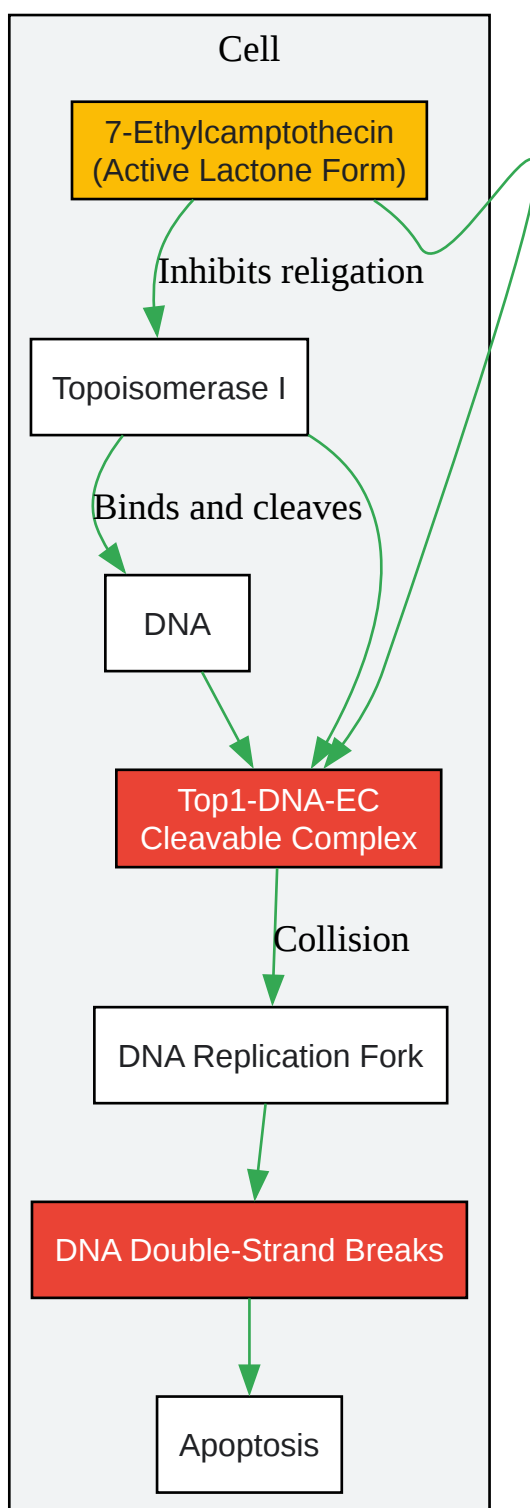 Cell
7-Ethylcamptothecin
(Active Lactone Form)
Inhibits religation
Topoisomerase I
Binds and cleaves
DNA
Top1-DNA-EC
Cleavable Complex
Collision
DNA Replication Fork
DNA Double-Strand Breaks
Apoptosis